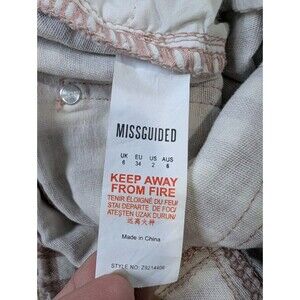 MISSGUIDED
UK EU US AUS
6 34 2 6
KEEP AWAY
FROM FIRE
TENIR ÉLOIGNÉ DU FEU/
STAI DEPARTE DE FOC/
ATEŞTEN UZAK DURUN/
远离火种
Made in China
STYLE NO: Z9214406